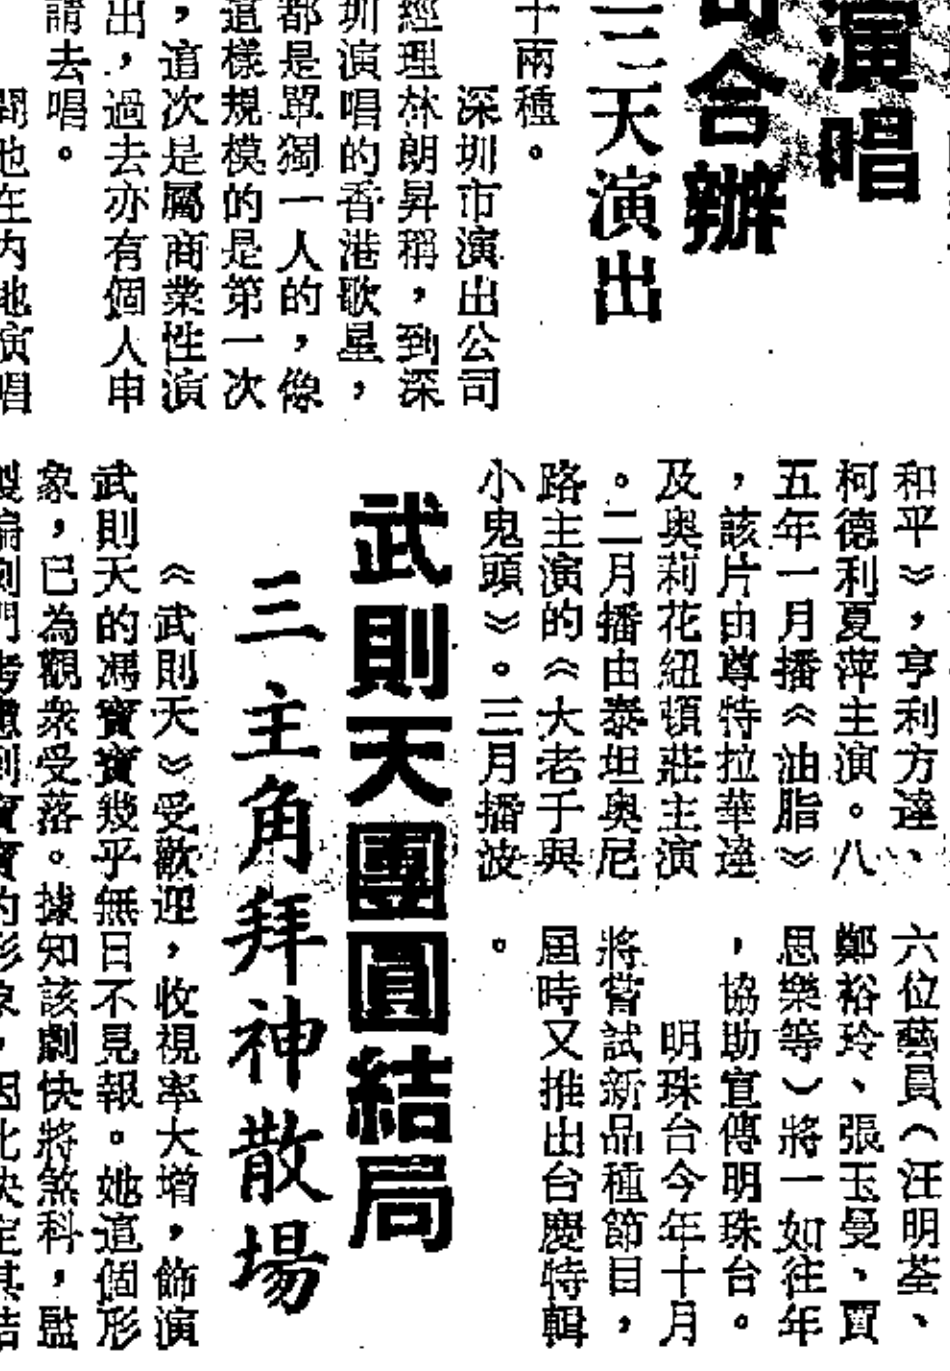 演唱
司合辦
三天演出
十兩種。
深圳市演出公司
經理林朗昇稱，到深
圳演唱的香港歌星，
都是單獨一人的，像
這樣規模的是第一次
，這次是屬商業性演
出，過去亦有個人申
請去唱。
問他在內地演唱
和平》，亨利方達、
柯德利夏萍主演。八
五年一月播《油脂》
，該片由尊特拉華達
及奧莉花紐頓莊主演
。二月播由泰坦奧尼
路主演的《大老千與
小鬼頭》。三月播波
六位藝員（汪明荃、
鄭裕玲、張玉曼、賈
思樂等）將一如往年
，協助宣傳明珠台。
明珠台今年十月
將嘗試新品種節目，
屆時又推出台慶特輯
。
武則天團圓結局
三主角拜神散場
《武則天》受歡迎，收視率大增，飾演
武則天的馮寶寶幾乎無日不見報。她這個形
象，已為觀衆受落。據知該劇快將煞科，監